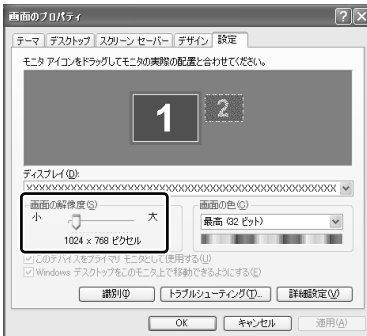 画面のプロパティ
テーマ デスクトップ スクリーン セーバー デザイン 設定
モニタ アイコンをドラッグしてモニタの実際の配置と合わせてください。
1 2
ディスプレイ(D):
XXXXXXXXXXXXXXXXXXXXXXXXXXXXXXXXXXXXXXXXXXXXXXXX
画面の解像度(S)
小 大
1024 x 768 ピクセル
画面の色(C)
最高 (32 ビット)
このデバイスをプライマリ モニタとして使用する(U)
Windows デスクトップをこのモニタ上で移動できるようにする(E)
識別(I) トラブルシューティング(T)... 詳細設定(V)
OK キャンセル 適用(A)